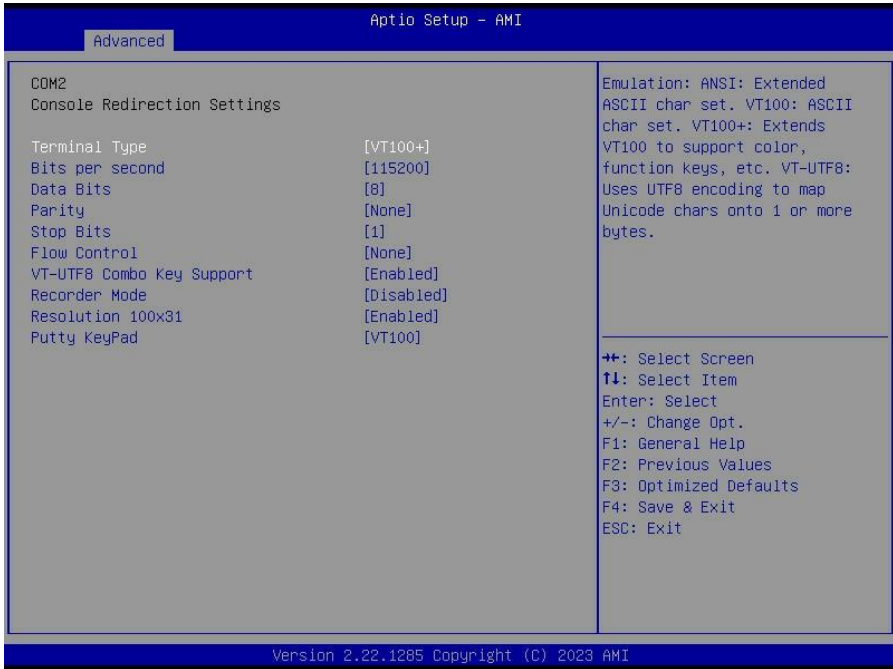 Aptio Setup - AMI
Advanced
COM2
Console Redirection Settings
Terminal Type [VT100+]
Bits per second [115200]
Data Bits [8]
Parity [None]
Stop Bits [1]
Flow Control [None]
VT-UTF8 Combo Key Support [Enabled]
Recorder Mode [Disabled]
Resolution 100x31 [Enabled]
Putty KeyPad [VT100]
Emulation: ANSI: Extended
ASCII char set. VT100: ASCII
char set. VT100+: Extends
VT100 to support color,
function keys, etc. VT-UTF8:
Uses UTF8 encoding to map
Unicode chars onto 1 or more
bytes.
→←: Select Screen
↑↓: Select Item
Enter: Select
+/-: Change Opt.
F1: General Help
F2: Previous Values
F3: Optimized Defaults
F4: Save & Exit
ESC: Exit
Version 2.22.1285 Copyright (C) 2023 AMI